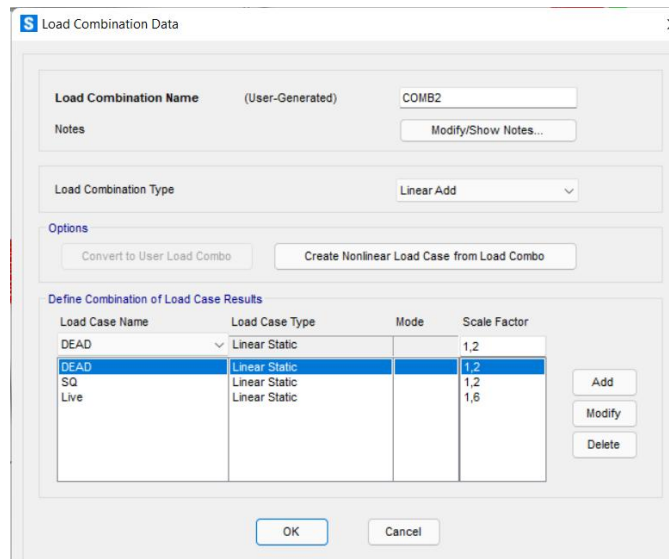 S Load Combination Data
Load Combination Name (User-Generated) COMB2
Notes Modify/Show Notes...
Load Combination Type Linear Add
Options
Convert to User Load Combo Create Nonlinear Load Case from Load Combo
Define Combination of Load Case Results
Load Case Name Load Case Type Mode Scale Factor
DEAD Linear Static 1,2
DEAD Linear Static 1,2
SQ Linear Static 1,2
Live Linear Static 1,6
Add
Modify
Delete
OK Cancel